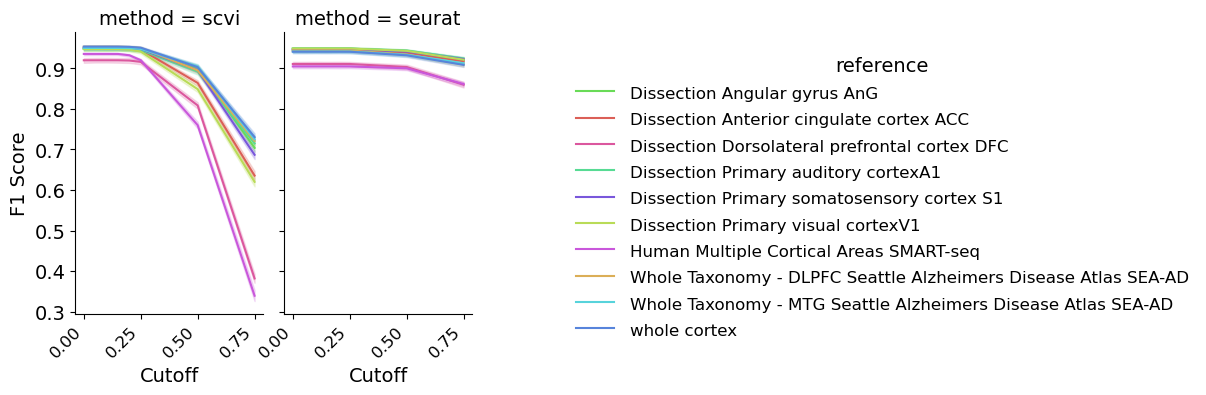 method = scvi
method = seurat
F1 Score
0.9
0.8
0.7
0.6
0.5
0.4
0.3
0.00
0.25
0.50
0.75
Cutoff
0.00
0.25
0.50
0.75
Cutoff
reference
Dissection Angular gyrus AnG
Dissection Anterior cingulate cortex ACC
Dissection Dorsolateral prefrontal cortex DFC
Dissection Primary auditory cortexA1
Dissection Primary somatosensory cortex S1
Dissection Primary visual cortexV1
Human Multiple Cortical Areas SMART-seq
Whole Taxonomy - DLPFC Seattle Alzheimers Disease Atlas SEA-AD
Whole Taxonomy - MTG Seattle Alzheimers Disease Atlas SEA-AD
whole cortex